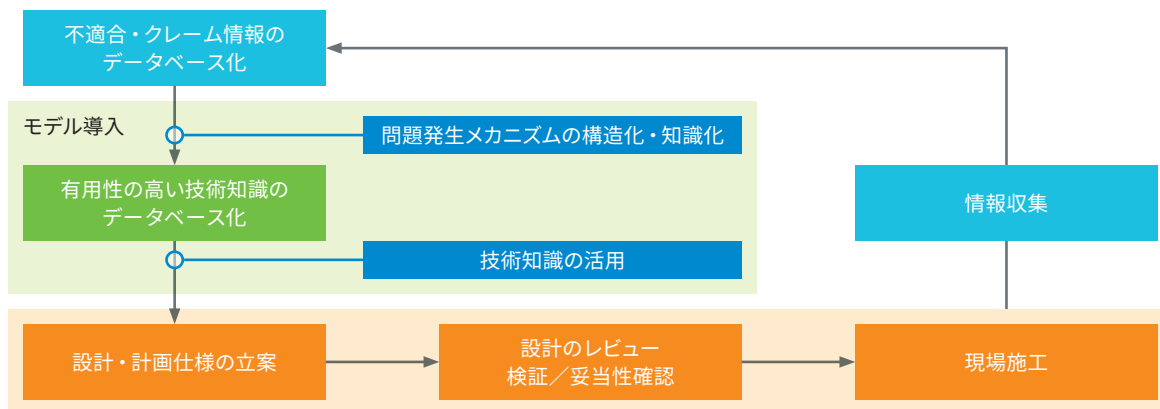 不適合・クレーム情報の
データベース化
モデル導入
問題発生メカニズムの構造化・知識化
有用性の高い技術知識の
データベース化
情報収集
技術知識の活用
設計・計画仕様の立案
設計のレビュー
検証／妥当性確認
現場施工